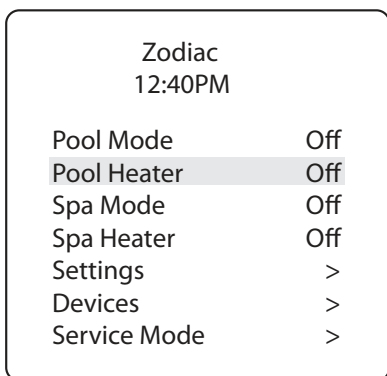 Zodiac
12:40PM
Pool Mode Off
Pool Heater Off
Spa Mode Off
Spa Heater Off
Settings >
Devices >
Service Mode >